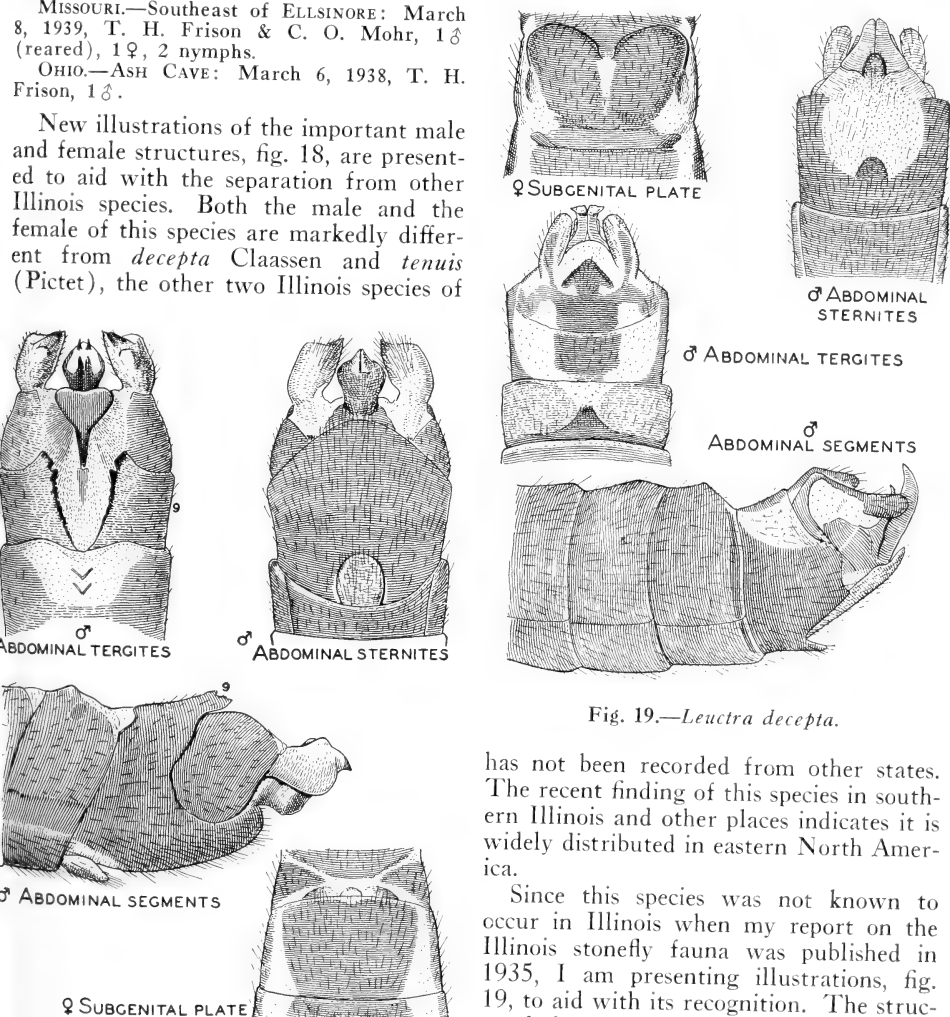 MISSOURI.—Southeast of ELLSINORE: March
8, 1939, T. H. Frison & C. O. Mohr, 1♂
(reared), 1♀, 2 nymphs.
OHIO.—ASH CAVE: March 6, 1938, T. H.
Frison, 1♂.
New illustrations of the important male
and female structures, fig. 18, are present-
ed to aid with the separation from other
Illinois species. Both the male and the
female of this species are markedly differ-
ent from decepta Claassen and tenuis
(Pictet), the other two Illinois species of
9
♂
ABDOMINAL TERGITES
♂ ABDOMINAL STERNITES
9
♂ ABDOMINAL SEGMENTS
♀ SUBGENITAL PLATE
♀ SUBGENITAL PLATE
♂ ABDOMINAL
STERNITES
♂ ABDOMINAL TERGITES
♂
ABDOMINAL SEGMENTS
Fig. 19.—Leuctra decepta.
has not been recorded from other states.
The recent finding of this species in south-
ern Illinois and other places indicates it is
widely distributed in eastern North Amer-
ica.
Since this species was not known to
occur in Illinois when my report on the
Illinois stonefly fauna was published in
1935, I am presenting illustrations, fig.
19, to aid with its recognition. The struc-